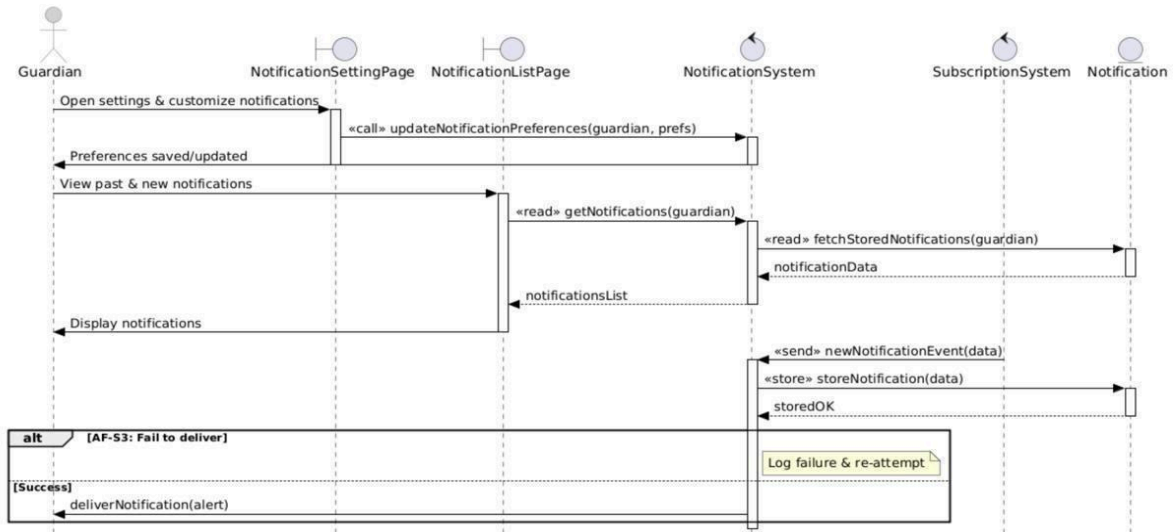 Guardian
NotificationSettingPage
NotificationListPage
NotificationSystem
SubscriptionSystem
Notification
Open settings & customize notifications
«call» updateNotificationPreferences(guardian, prefs)
Preferences saved/updated
View past & new notifications
«read» getNotifications(guardian)
«read» fetchStoredNotifications(guardian)
notificationData
notificationsList
Display notifications
«send» newNotificationEvent(data)
«store» storeNotification(data)
storedOK
alt
[AF-S3: Fail to deliver]
Log failure & re-attempt
[Success]
deliverNotification(alert)